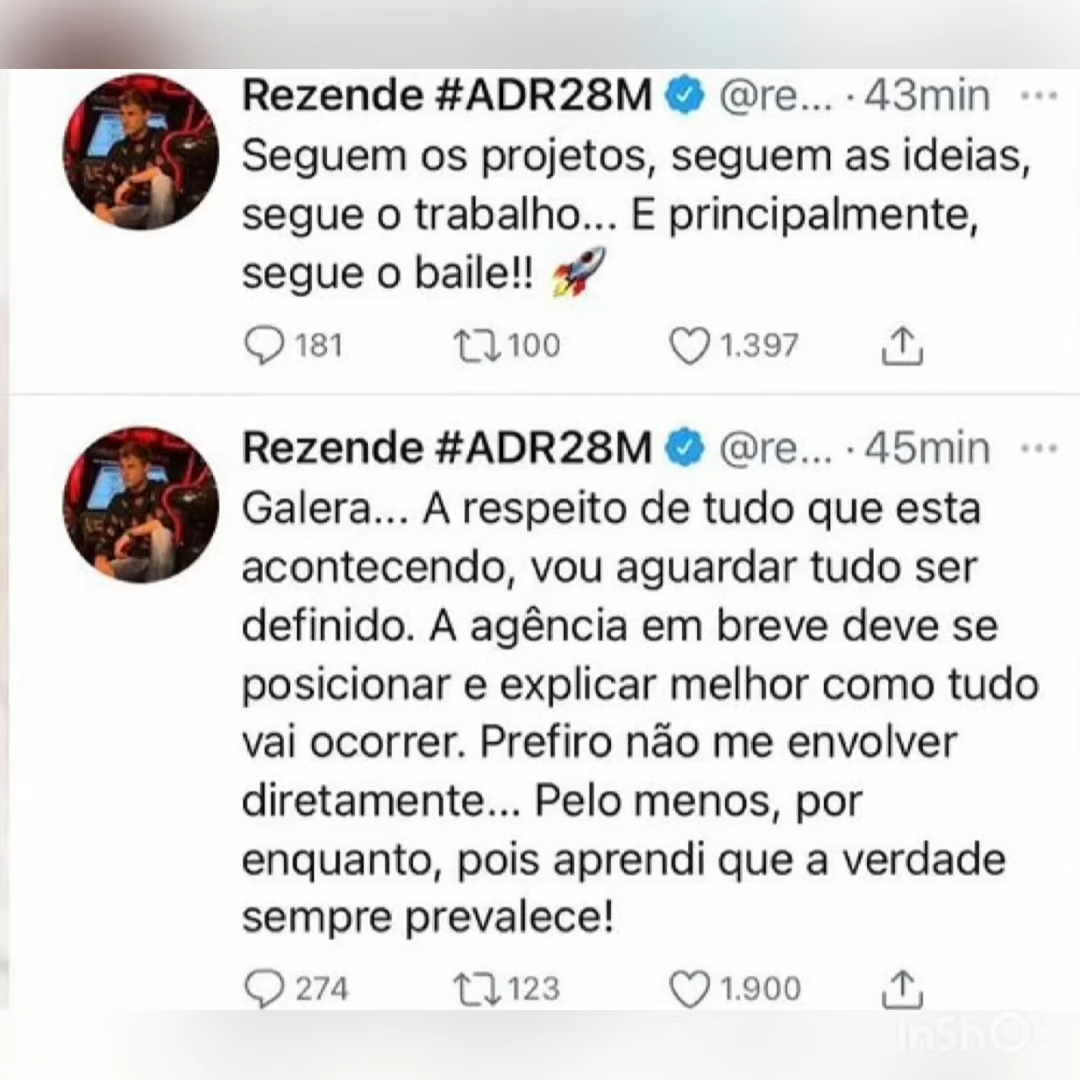 Rezende #ADR28M @re... · 43min
Seguem os projetos, seguem as ideias,
segue o trabalho... E principalmente,
segue o baile!! 🚀
181 100 1.397
Rezende #ADR28M @re... · 45min
Galera... A respeito de tudo que esta
acontecendo, vou aguardar tudo ser
definido. A agência em breve deve se
posicionar e explicar melhor como tudo
vai ocorrer. Prefiro não me envolver
diretamente... Pelo menos, por
enquanto, pois aprendi que a verdade
sempre prevalece!
274 123 1.900
InShOt